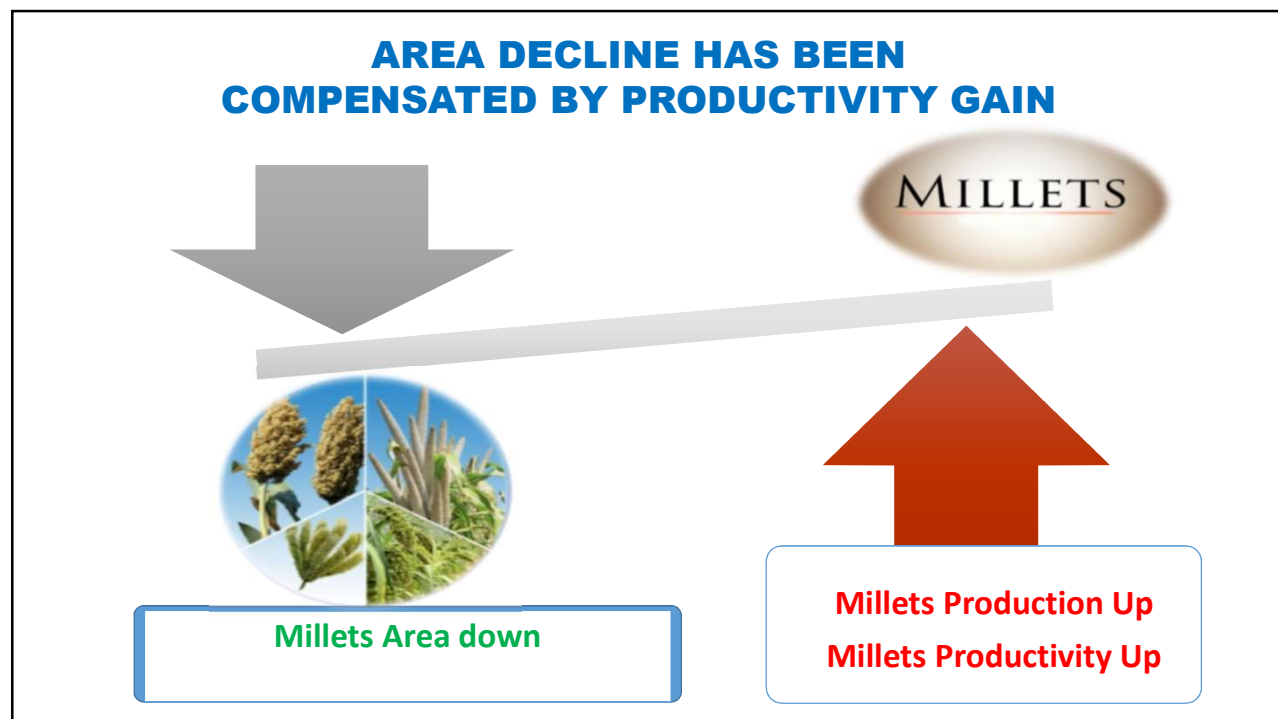 AREA DECLINE HAS BEEN
COMPENSATED BY PRODUCTIVITY GAIN
MILLETS
Millets Area down
Millets Production Up
Millets Productivity Up